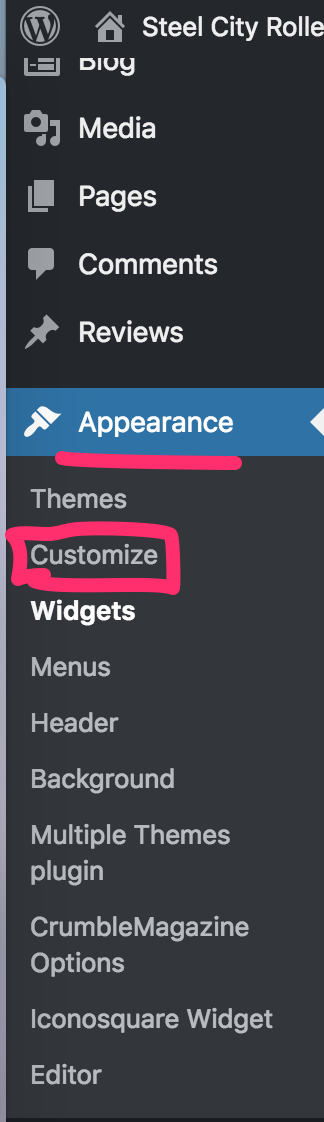 Steel City Rolle
Blog
Media
Pages
Comments
Reviews
Appearance
Themes
Customize
Widgets
Menus
Header
Background
Multiple Themes
plugin
CrumbleMagazine
Options
Iconosquare Widget
Editor